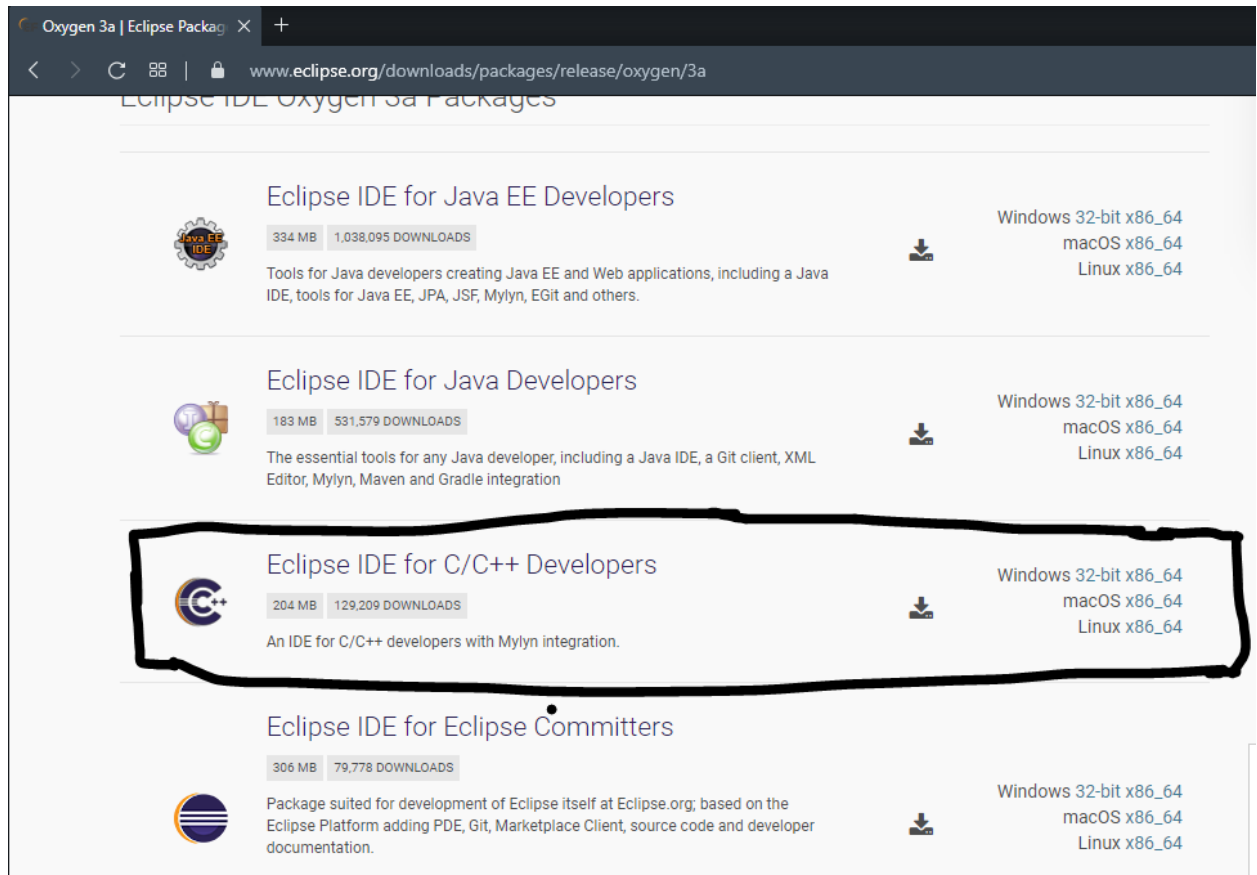 Oxygen 3a | Eclipse Packag
www.eclipse.org/downloads/packages/release/oxygen/3a
Eclipse IDE Oxygen 3a Packages
Eclipse IDE for Java EE Developers
334 MB 1,038,095 DOWNLOADS
Tools for Java developers creating Java EE and Web applications, including a Java
IDE, tools for Java EE, JPA, JSF, Mylyn, EGit and others.
Java EE
IDE
Windows 32-bit x86_64
macOS x86_64
Linux x86_64
Eclipse IDE for Java Developers
183 MB 531,579 DOWNLOADS
The essential tools for any Java developer, including a Java IDE, a Git client, XML
Editor, Mylyn, Maven and Gradle integration
J
C
Windows 32-bit x86_64
macOS x86_64
Linux x86_64
Eclipse IDE for C/C++ Developers
204 MB 129,209 DOWNLOADS
An IDE for C/C++ developers with Mylyn integration.
C++
Windows 32-bit x86_64
macOS x86_64
Linux x86_64
Eclipse IDE for Eclipse Committers
306 MB 79,778 DOWNLOADS
Package suited for development of Eclipse itself at Eclipse.org; based on the
Eclipse Platform adding PDE, Git, Marketplace Client, source code and developer
documentation.
Windows 32-bit x86_64
macOS x86_64
Linux x86_64